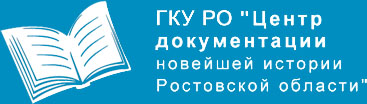 ГКУ РО "Центр
документации
новейшей истории
Ростовской области"